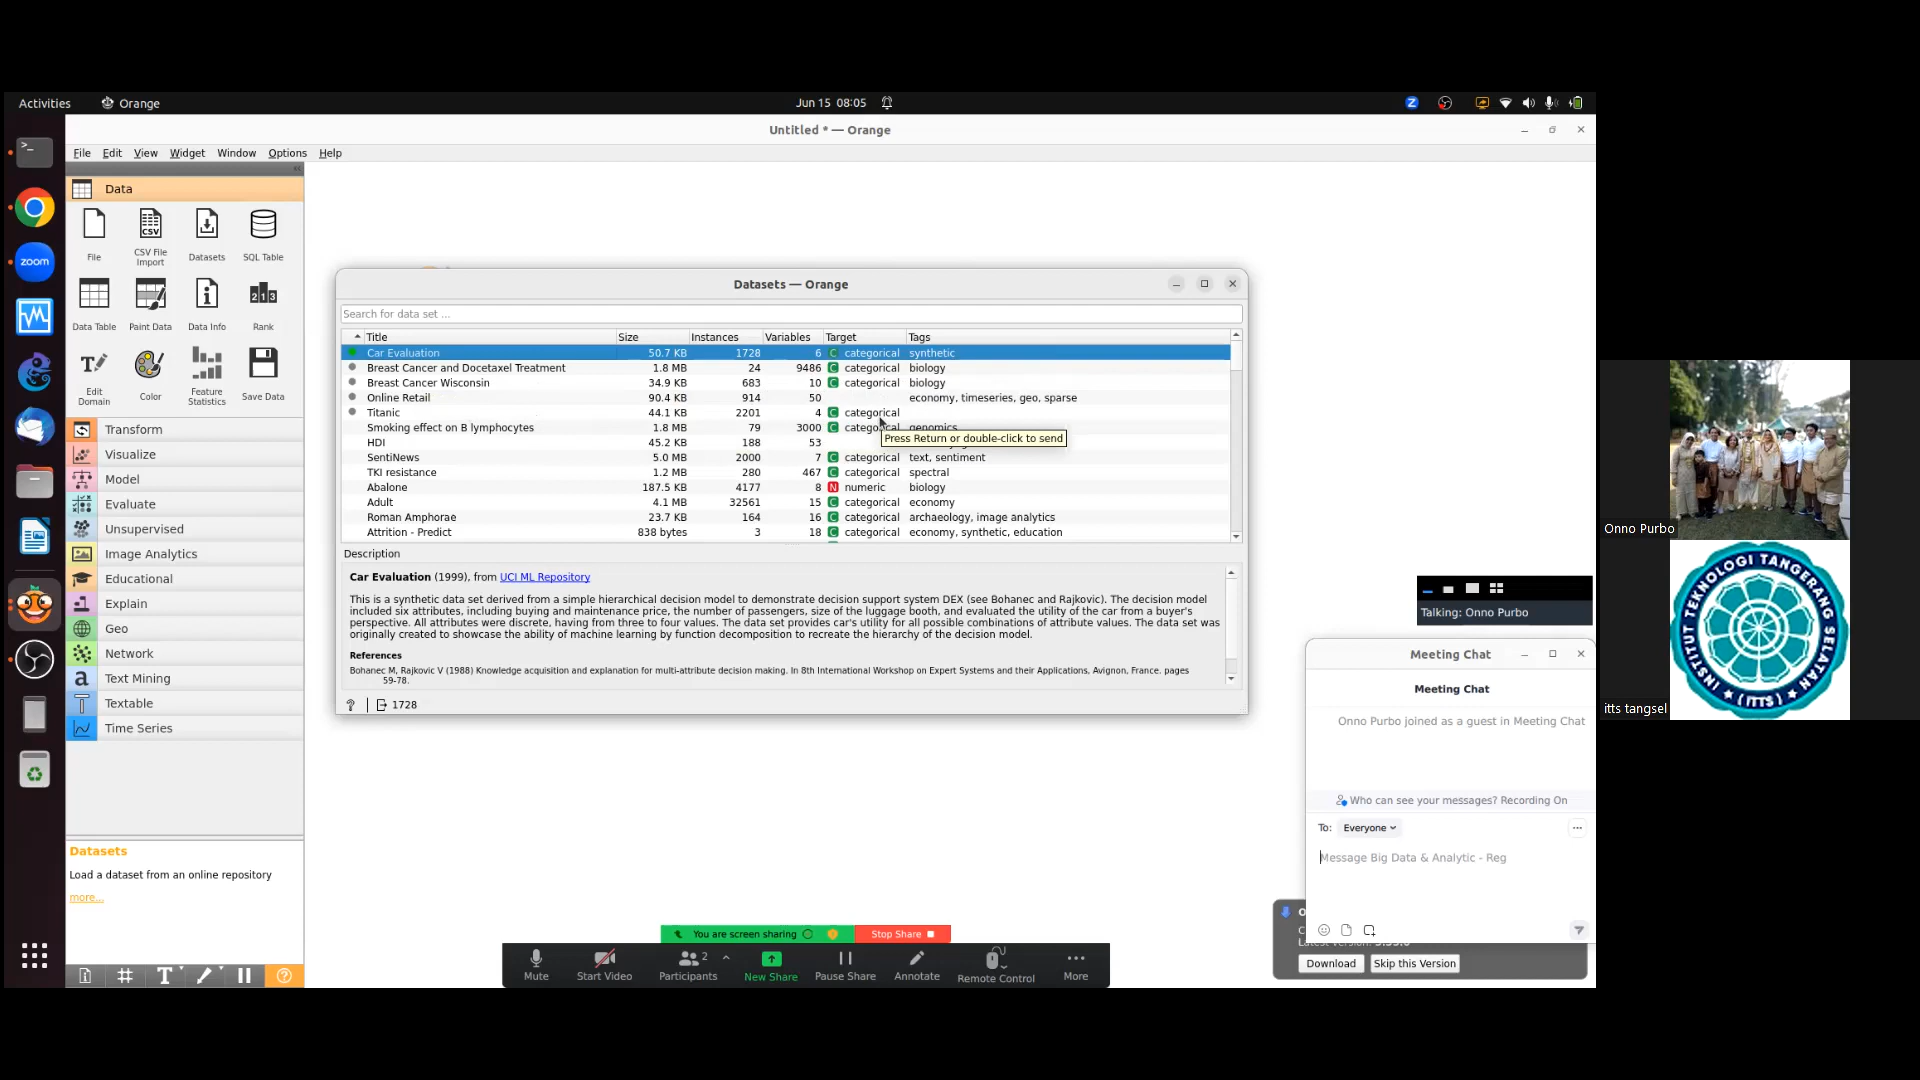 Activities
Orange
Jun 15 08:05
Untitled * — Orange
File Edit View Widget Window Options Help
Data
File
CSV File Import
Datasets
SQL Table
Data Table
Paint Data
Data Info
Rank
Edit Domain
Color
Feature Statistics
Save Data
Transform
Visualize
Model
Evaluate
Unsupervised
Image Analytics
Educational
Explain
Geo
Network
Text Mining
Textable
Time Series
Datasets
Load a dataset from an online repository
more...
zoom
Datasets — Orange
Search for data set ...
Title Size Instances Variables Target Tags
Car Evaluation 50.7 KB 1728 6 C categorical synthetic
Breast Cancer and Docetaxel Treatment 1.8 MB 24 9486 C categorical biology
Breast Cancer Wisconsin 34.9 KB 683 10 C categorical biology
Online Retail 90.4 KB 914 50 economy, timeseries, geo, sparse
Titanic 44.1 KB 2201 4 C categorical
Smoking effect on B lymphocytes 1.8 MB 79 3000 C categorical genomics
HDI 45.2 KB 188 53
Press Return or double-click to send
SentiNews 5.0 MB 2000 7 C categorical text, sentiment
TKI resistance 1.2 MB 280 467 C categorical spectral
Abalone 187.5 KB 4177 8 N numeric biology
Adult 4.1 MB 32561 15 C categorical economy
Roman Amphorae 23.7 KB 164 16 C categorical archaeology, image analytics
Attrition - Predict 838 bytes 3 18 C categorical economy, synthetic, education
Description
Car Evaluation (1999), from UCI ML Repository
This is a synthetic data set derived from a simple hierarchical decision model to demonstrate decision support system DEX (see Bohanec and Rajkovic). The decision model
included six attributes, including buying and maintenance price, the number of passengers, size of the luggage booth, and evaluated the utility of the car from a buyer's
perspective. All attributes were discrete, having from three to four values. The data set provides car's utility for all possible combinations of attribute values. The data set was
originally created to showcase the ability of machine learning by function decomposition to recreate the hierarchy of the decision model.
References
Bohanec M, Rajkovic V (1988) Knowledge acquisition and explanation for multi-attribute decision making. In 8th International Workshop on Expert Systems and their Applications, Avignon, France. pages
59-78.
? 1728
You are screen sharing
Stop Share
Mute
Start Video
2
Participants
New Share
Pause Share
Annotate
Remote Control
More
Talking: Onno Purbo
Meeting Chat
Meeting Chat
Onno Purbo joined as a guest in Meeting Chat
Who can see your messages? Recording On
To: Everyone
Message Big Data & Analytic - Reg
Download
Skip this Version
Onno Purbo
INSTITUT TEKNOLOGI TANGERANG SELATAN
(ITTS)
itts tangsel